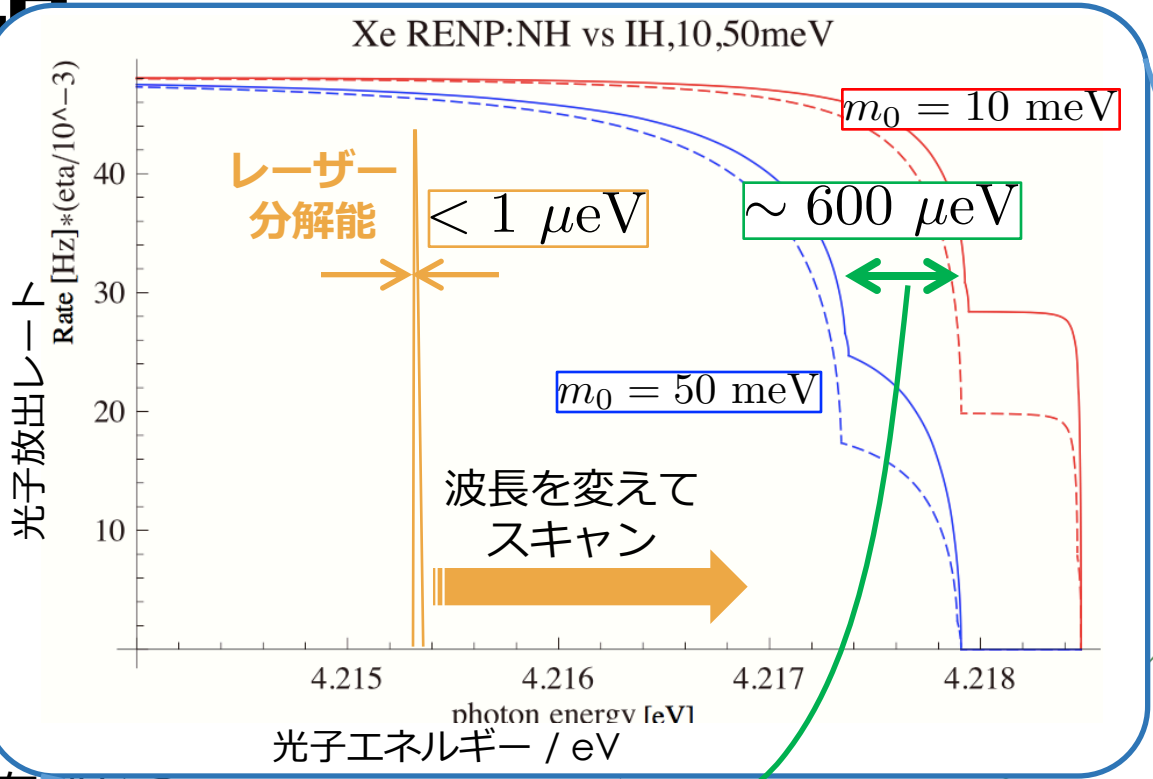 Xe RENP:NH vs IH,10,50meV
光子放出レート
Rate [Hz]*(eta/10^−3)
40
30
20
10
レーザー
分解能
< 1 μeV
m₀ = 10 meV
∼ 600 μeV
m₀ = 50 meV
波長を変えて
スキャン
4.215
4.216
4.217
4.218
photon energy [eV]
光子エネルギー / eV